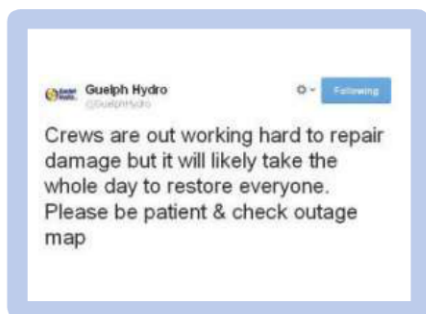 Guelph Hydro
@GuelphHydro
Following
Crews are out working hard to repair
damage but it will likely take the
whole day to restore everyone.
Please be patient & check outage
map